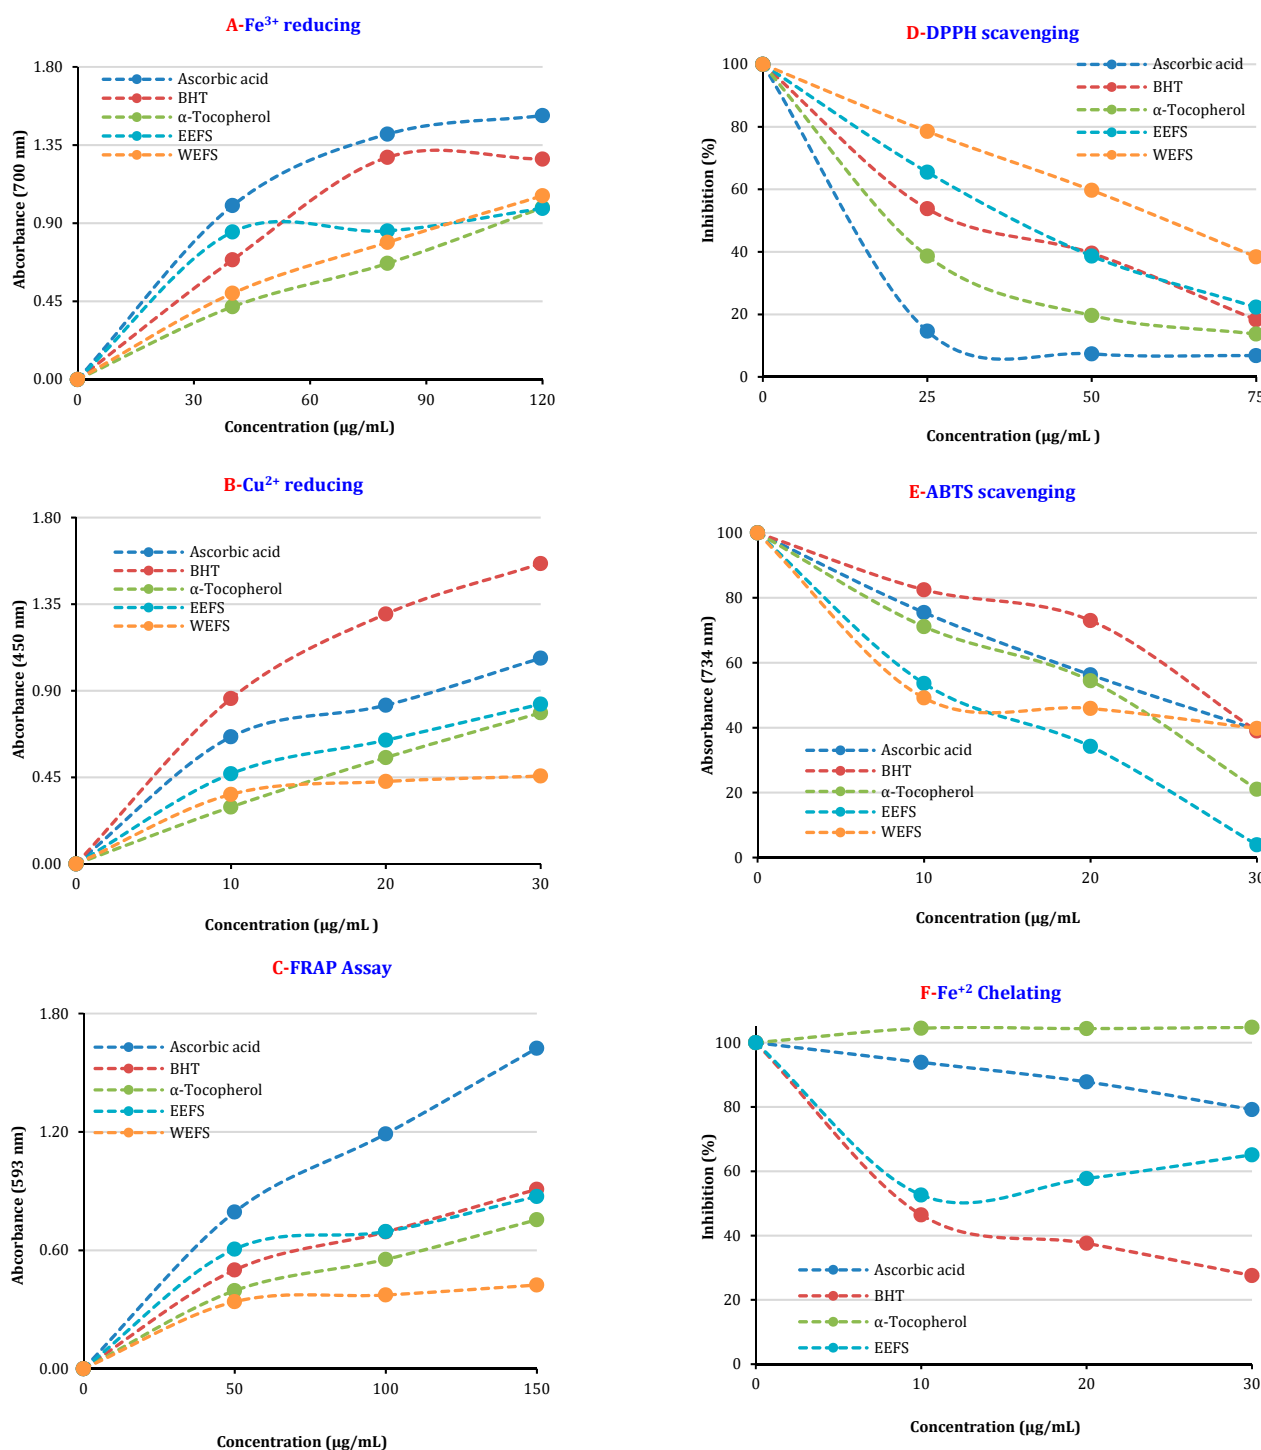 A-Fe³⁺ reducing
1.80
1.35
0.90
0.45
0.00
Abcorbance (700 nm)
Ascorbic acid
BHT
α-Tocopherol
EEFS
WEFS
0 30 60 90 120
Concentration (µg/mL)
D-DPPH scavenging
100
80
60
40
20
0
Inhibition (%)
Ascorbic acid
BHT
α-Tocopherol
EEFS
WEFS
0 25 50 75
Concentration (µg/mL )
B-Cu²⁺ reducing
1.80
1.35
0.90
0.45
0.00
Abcorbance (450 nm)
Ascorbic acid
BHT
α-Tocopherol
EEFS
WEFS
0 10 20 30
Concentration (µg/mL )
E-ABTS scavenging
100
80
60
40
20
0
Absorbance (734 nm)
Ascorbic acid
BHT
α-Tocopherol
EEFS
WEFS
0 10 20 30
Concentration (µg/mL
C-FRAP Assay
1.80
1.20
0.60
0.00
Abcorbance (593 nm)
Ascorbic acid
BHT
α-Tocopherol
EEFS
WEFS
0 50 100 150
Concentration (µg/mL)
F-Fe⁺² Chelating
100
80
60
40
20
0
Inhibition (%)
Ascorbic acid
BHT
α-Tocopherol
EEFS
0 10 20 30
Concentration (µg/mL)